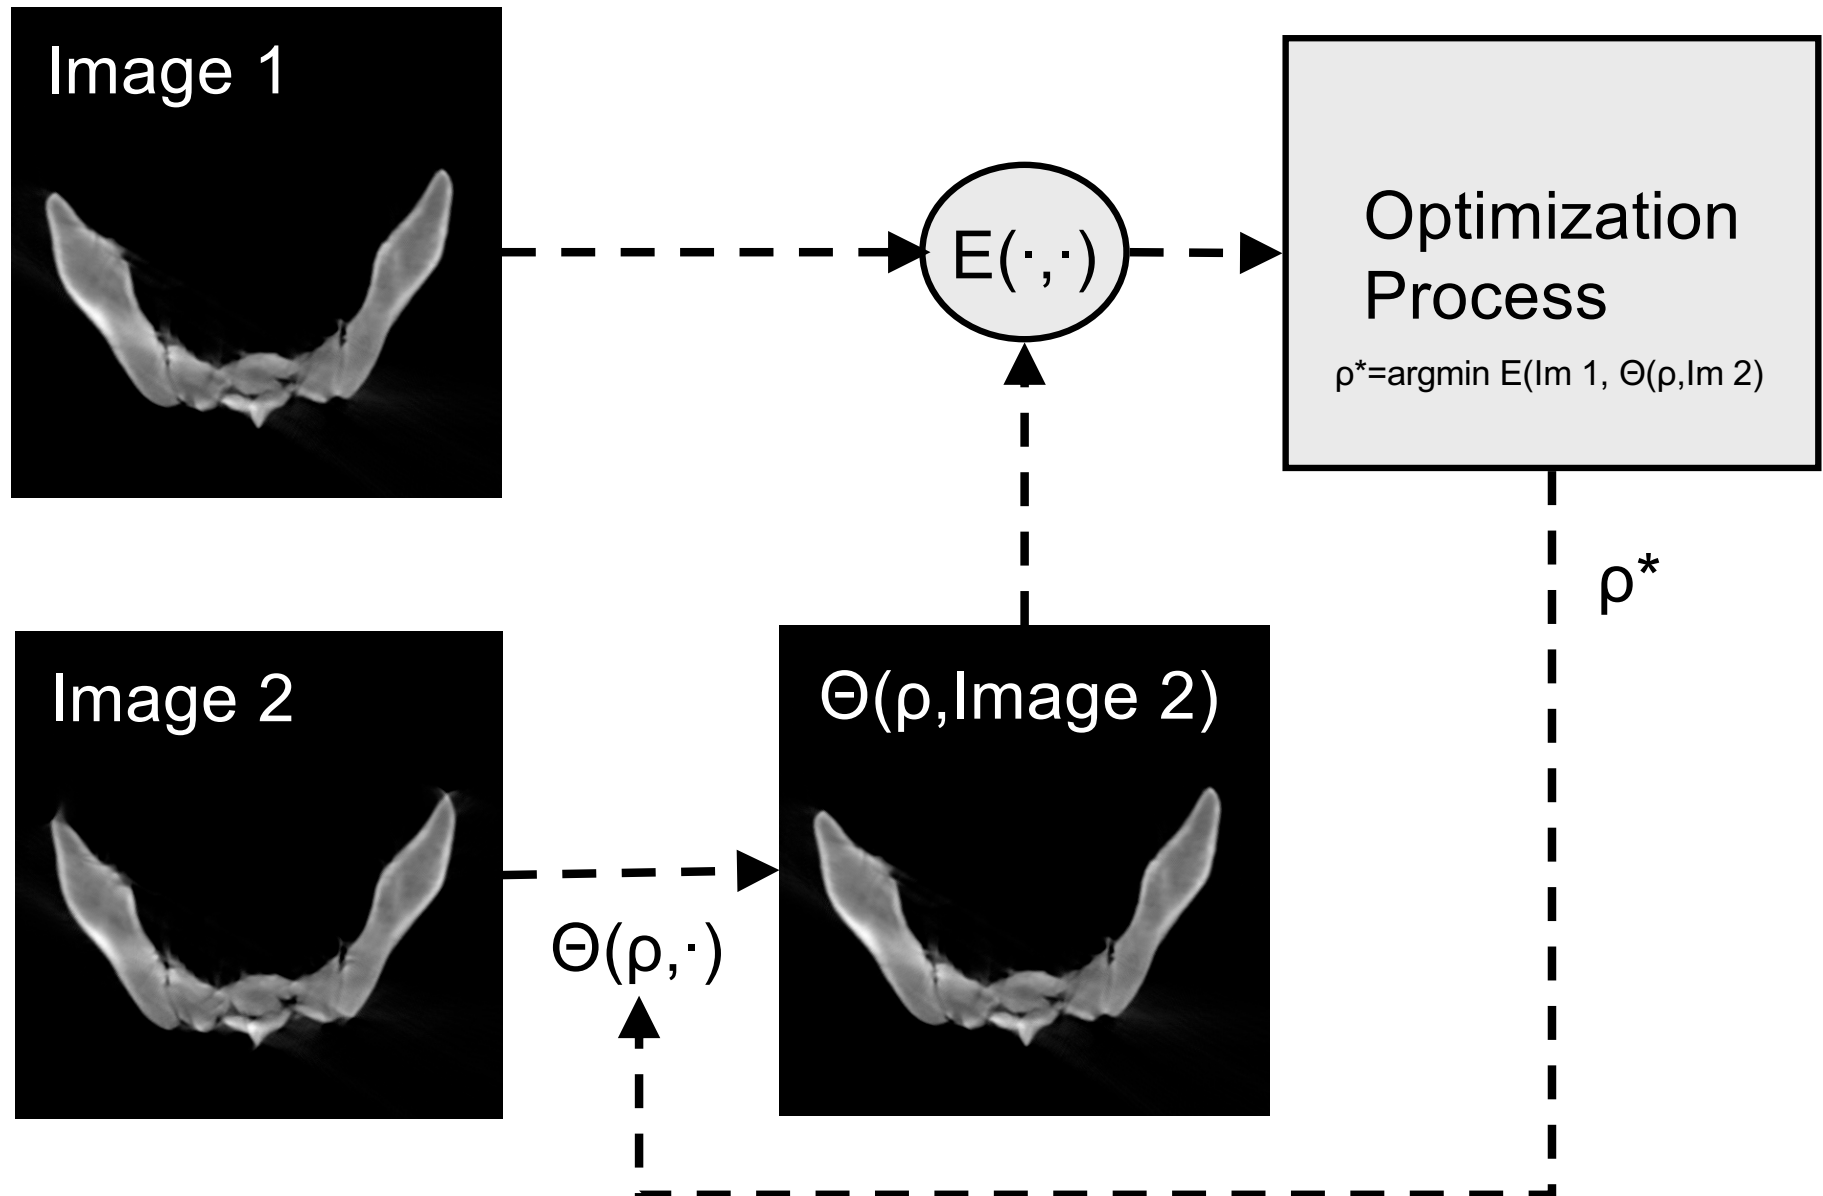 Image 1
E(·,·)
Optimization
Process
ρ*=argmin E(Im 1, Θ(ρ,Im 2)
ρ*
Image 2
Θ(ρ,Image 2)
Θ(ρ,·)